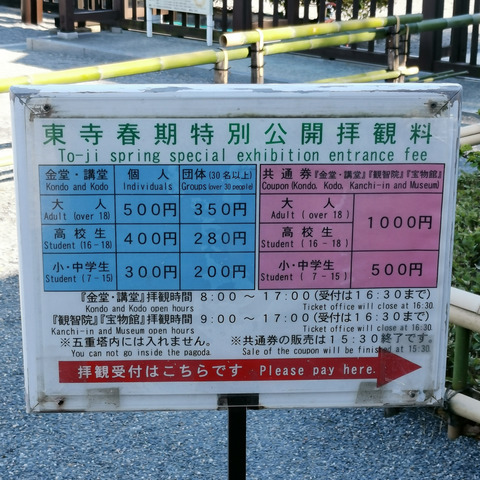 東寺春期特別公開拝観料
To-ji spring special exhibition entrance fee
金堂・講堂 個人 団体(30名以上) 共通券『金堂・講堂』『観智院』『宝物館』
Kondo and Kodo Individuals Groups (over 30 people) Coupon (Kondo, Kodo, Kanchi-in and Museum)
大人 500円 350円 大人 1000円
Adult (over 18) Adult (over 18)
高校生 400円 280円 高校生
Student (16-18) Student (16-18)
小・中学生 300円 200円 小・中学生 500円
Student (7-15) Student (7-15)
『金堂・講堂』拝観時間 8:00 ～ 17:00(受付は16:30まで)
Kondo and Kodo open hours Ticket office will close at 16:30
『観智院』『宝物館』拝観時間 9:00 ～ 17:00(受付は16:30まで)
Kanchi-in and Museum open hours Ticket office will close at 16:30
※五重塔内には入れません。 ※共通券の販売は15:30終了です。
You can not go inside the pagoda. Sale of the coupon will be finished at 15:30
拝観受付はこちらです Please pay here.